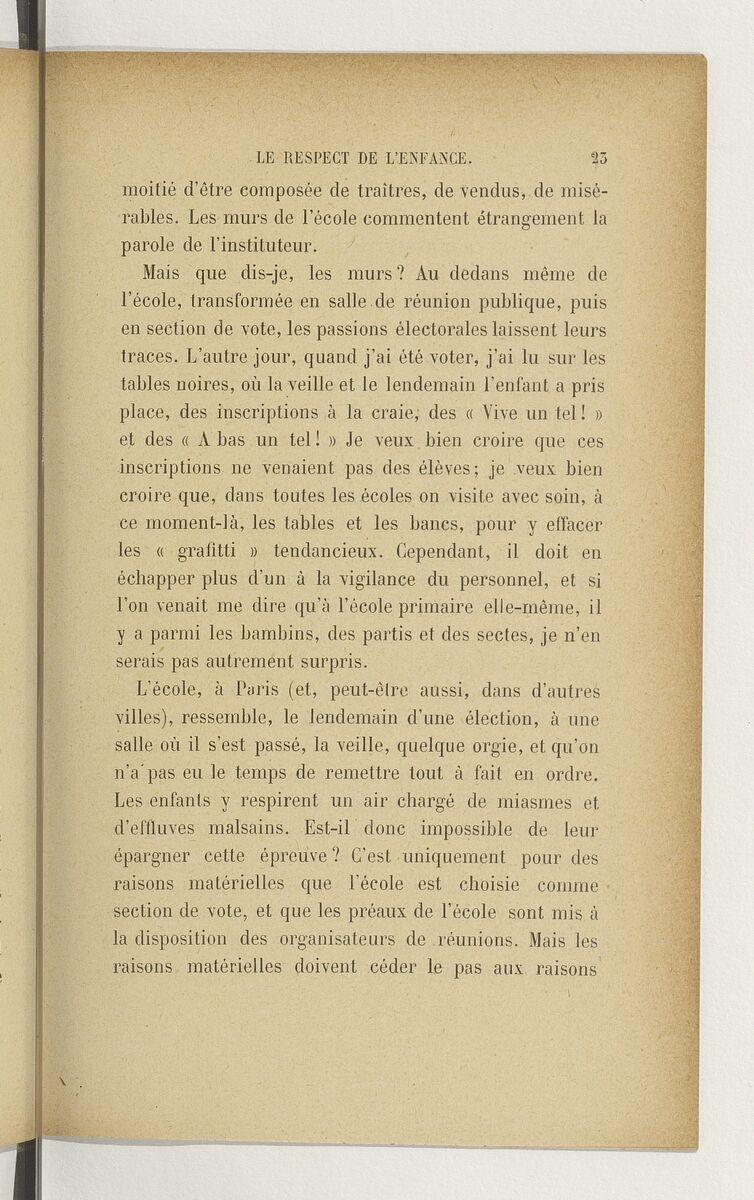 LE RESPECT DE L'ENFANCE. 23
moitié d'être composée de traîtres, de vendus, de misé-
rables. Les murs de l'école commentent étrangement la
parole de l'instituteur.
Mais que dis-je, les murs ? Au dedans même de
l'école, transformée en salle de réunion publique, puis
en section de vote, les passions électorales laissent leurs
traces. L'autre jour, quand j'ai été voter, j'ai lu sur les
tables noires, où la veille et le lendemain l'enfant a pris
place, des inscriptions à la craie, des « Vive un tel ! »
et des « A bas un tel ! » Je veux bien croire que ces
inscriptions ne venaient pas des élèves ; je veux bien
croire que, dans toutes les écoles on visite avec soin, à
ce moment-là, les tables et les bancs, pour y effacer
les « grafitti » tendancieux. Cependant, il doit en
échapper plus d'un à la vigilance du personnel, et si
l'on venait me dire qu'à l'école primaire elle-même, il
y a parmi les bambins, des partis et des sectes, je n'en
serais pas autrement surpris.
L'école, à Paris (et, peut-être aussi, dans d'autres
villes), ressemble, le lendemain d'une élection, à une
salle où il s'est passé, la veille, quelque orgie, et qu'on
n'a pas eu le temps de remettre tout à fait en ordre.
Les enfants y respirent un air chargé de miasmes et
d'effluves malsains. Est-il donc impossible de leur
épargner cette épreuve ? C'est uniquement pour des
raisons matérielles que l'école est choisie comme
section de vote, et que les préaux de l'école sont mis à
la disposition des organisateurs de réunions. Mais les
raisons matérielles doivent céder le pas aux raisons